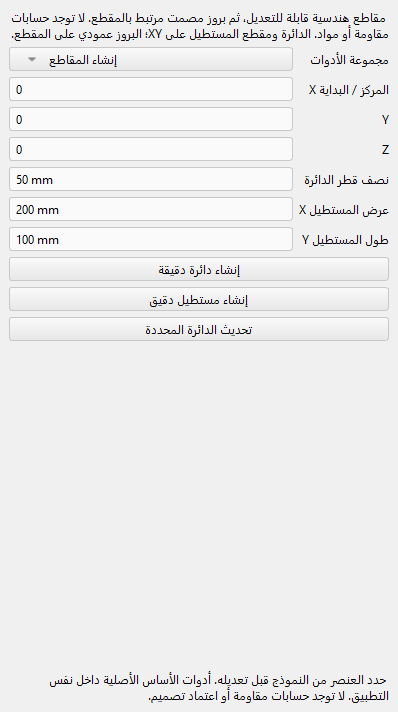 مقاطع هندسية قابلة للتعديل، ثم بروز مصمت مرتبط بالمقطع. لا توجد حسابات
مقاومة أو مواد. الدائرة ومقطع المستطيل على XY؛ البروز عمودي على المقطع.
مجموعة الأدوات
إنشاء المقاطع
المركز / البداية X
0
Y
0
Z
0
نصف قطر الدائرة
50 mm
عرض المستطيل X
200 mm
طول المستطيل Y
100 mm
إنشاء دائرة دقيقة
إنشاء مستطيل دقيق
تحديث الدائرة المحددة
حدد العنصر من النموذج قبل تعديله. أدوات الأساس الأصلية داخل نفس
التطبيق. لا توجد حسابات مقاومة أو اعتماد تصميم.